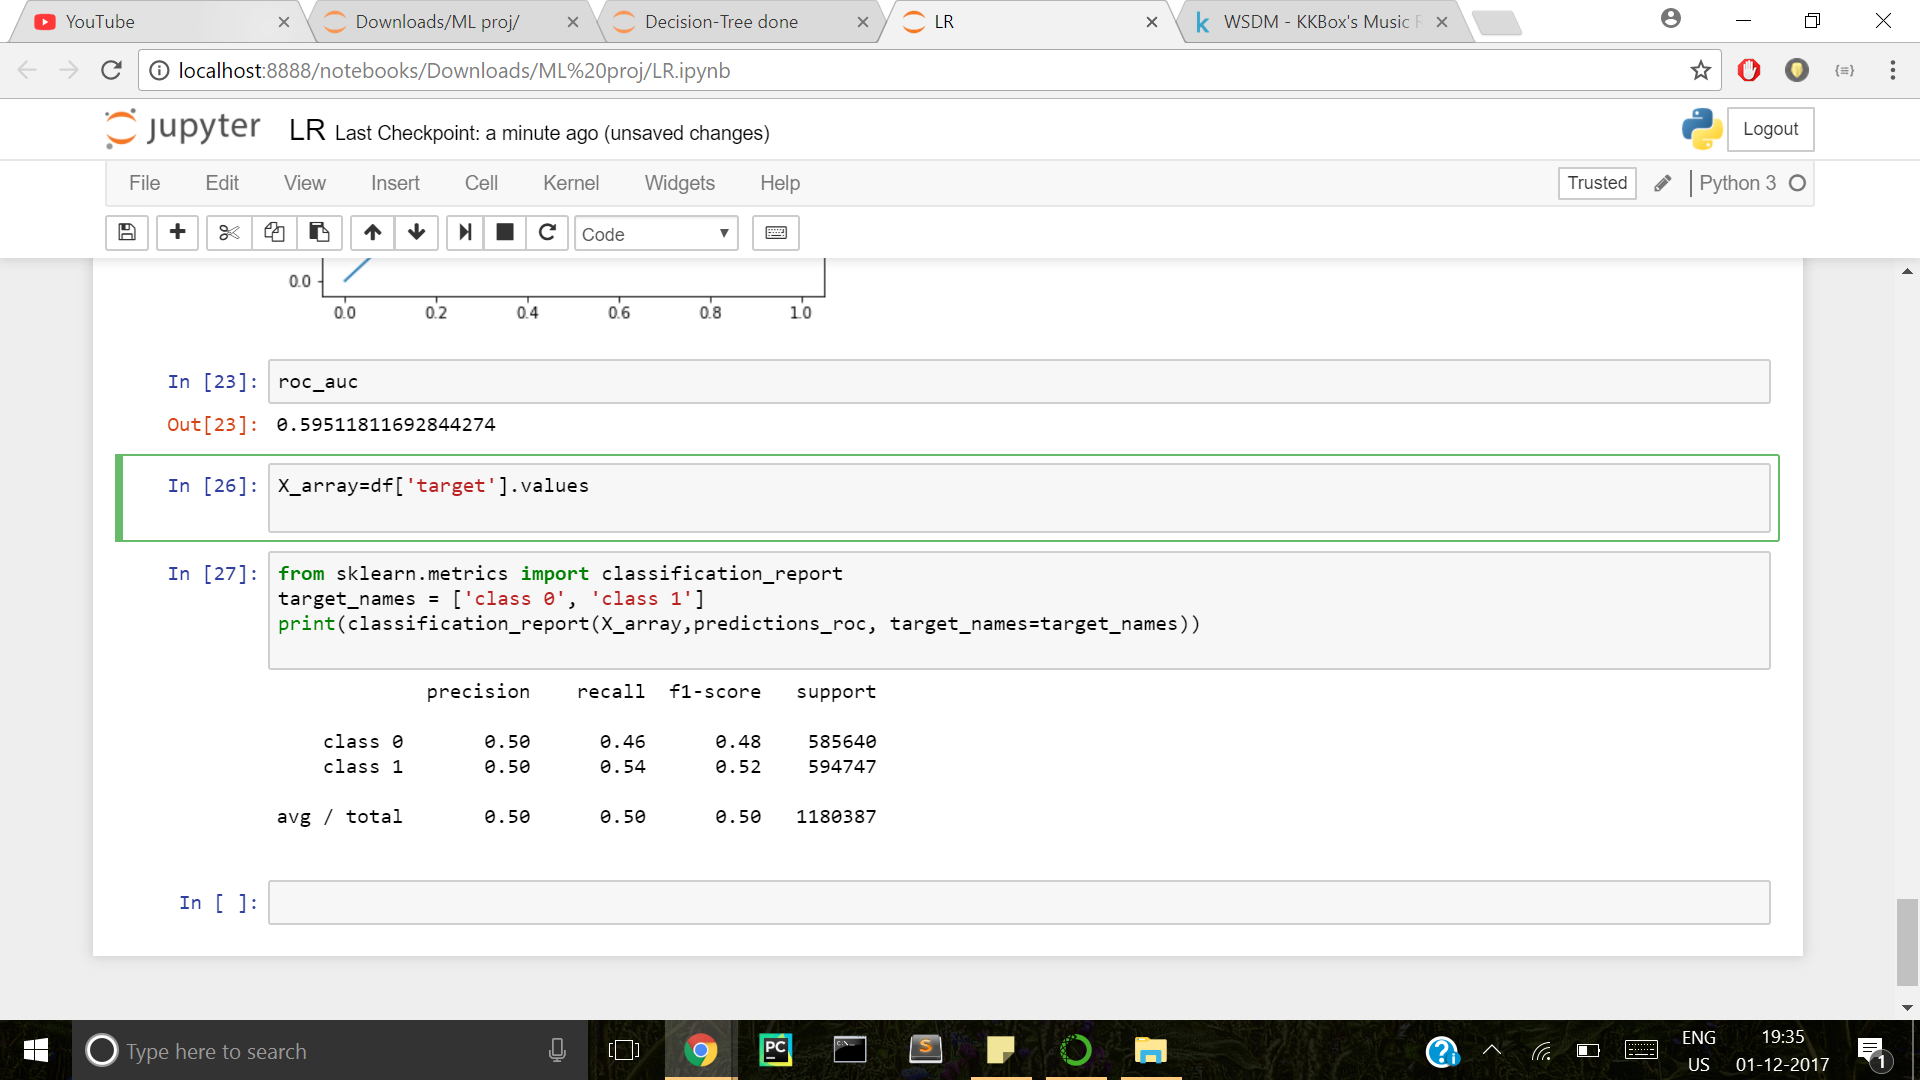 YouTube
Downloads/ML proj/
Decision-Tree done
LR
WSDM - KKBox's Music R
localhost:8888/notebooks/Downloads/ML%20proj/LR.ipynb
jupyter LR Last Checkpoint: a minute ago (unsaved changes)
Logout
File Edit View Insert Cell Kernel Widgets Help
Trusted Python 3
Code
0.0
0.0 0.2 0.4 0.6 0.8 1.0
In [23]: roc_auc
Out[23]: 0.59511811692844274
In [26]: X_array=df['target'].values
In [27]: from sklearn.metrics import classification_report
target_names = ['class 0', 'class 1']
print(classification_report(X_array,predictions_roc, target_names=target_names))
precision recall f1-score support
class 0 0.50 0.46 0.48 585640
class 1 0.50 0.54 0.52 594747
avg / total 0.50 0.50 0.50 1180387
In [ ]:
Type here to search
PC
S
ENG
US
19:35
01-12-2017
1